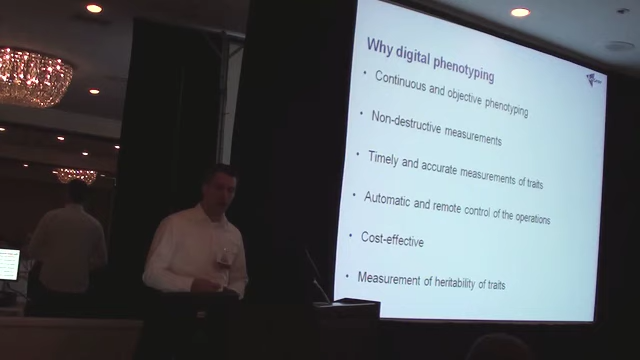 Why digital phenotyping
• Continuous and objective phenotyping
• Non-destructive measurements
• Timely and accurate measurements of traits
• Automatic and remote control of the operations
• Cost-effective
• Measurement of heritability of traits